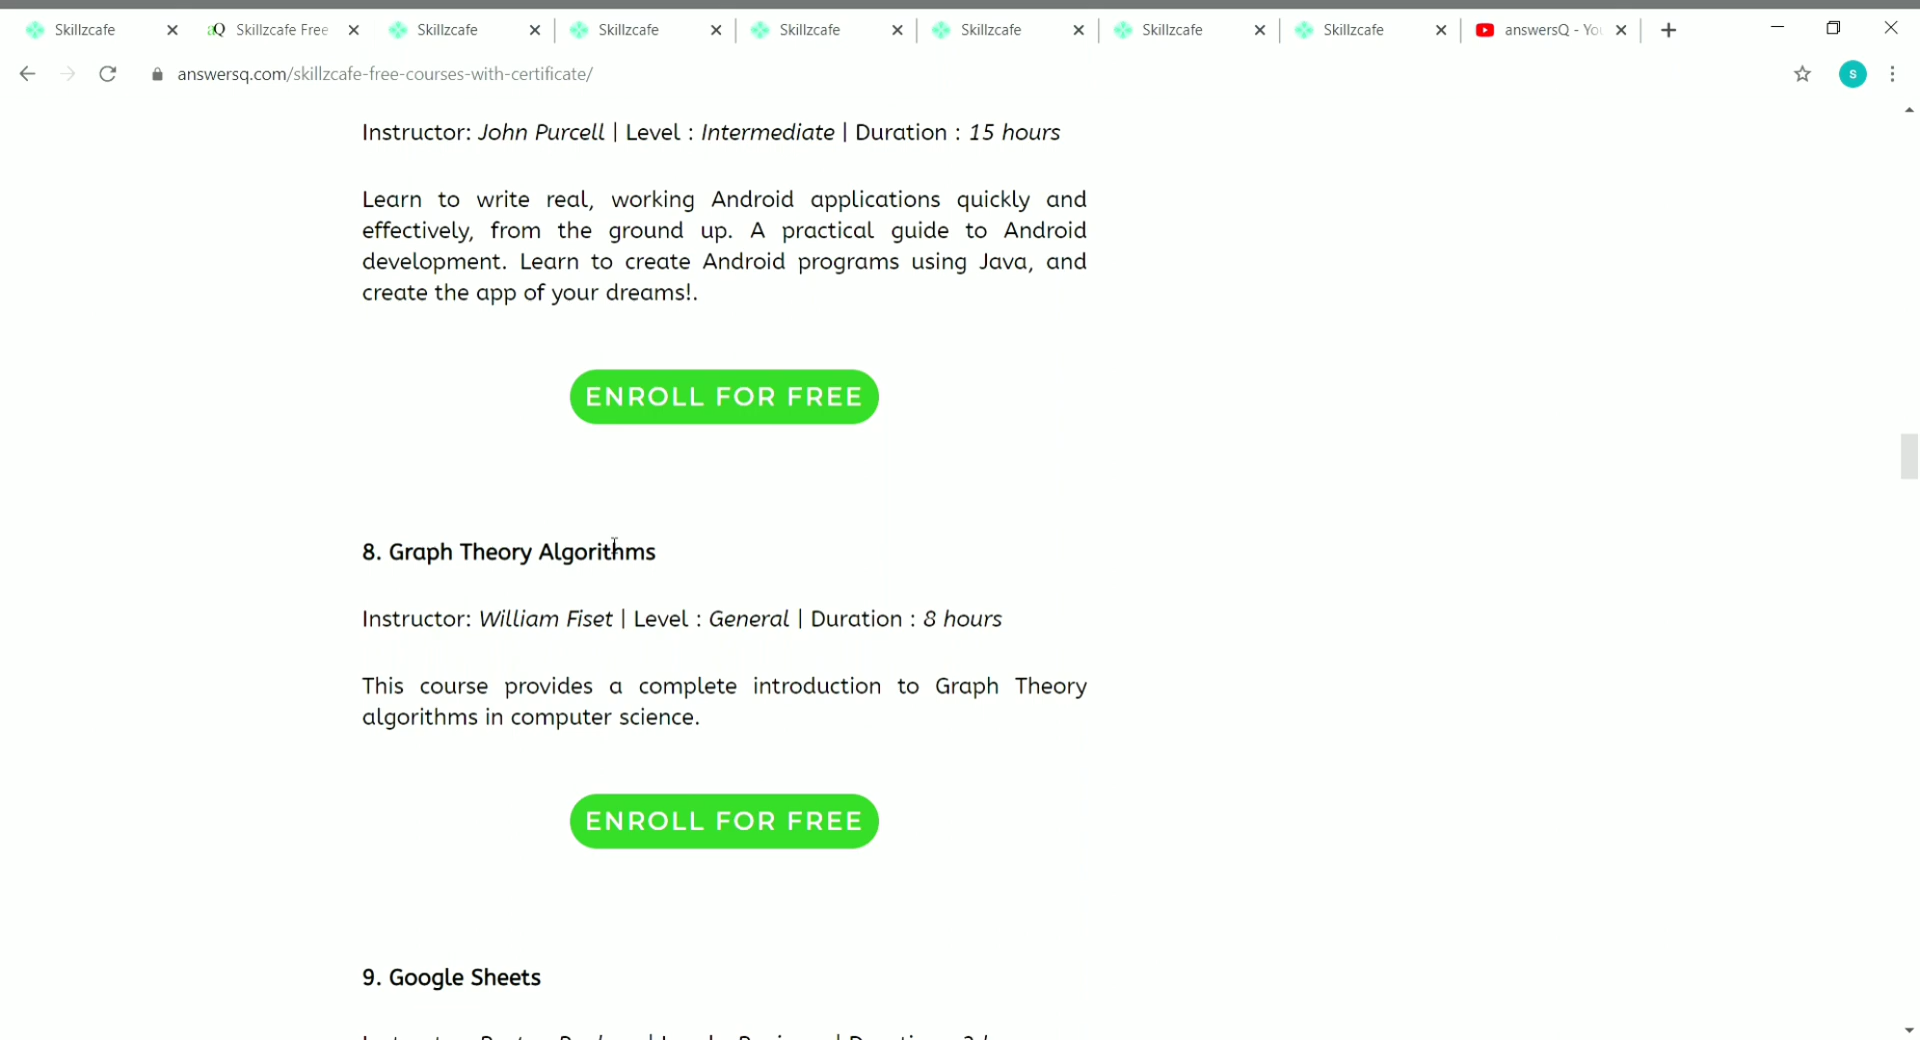 Skillzcafe
Skillzcafe Free
Skillzcafe
Skillzcafe
Skillzcafe
Skillzcafe
Skillzcafe
Skillzcafe
answersQ - You
answersq.com/skillzcafe-free-courses-with-certificate/
S
Instructor: John Purcell | Level : Intermediate | Duration : 15 hours
Learn to write real, working Android applications quickly and
effectively, from the ground up. A practical guide to Android
development. Learn to create Android programs using Java, and
create the app of your dreams!.
ENROLL FOR FREE
8. Graph Theory Algorithms
Instructor: William Fiset | Level : General | Duration : 8 hours
This course provides a complete introduction to Graph Theory
algorithms in computer science.
ENROLL FOR FREE
9. Google Sheets